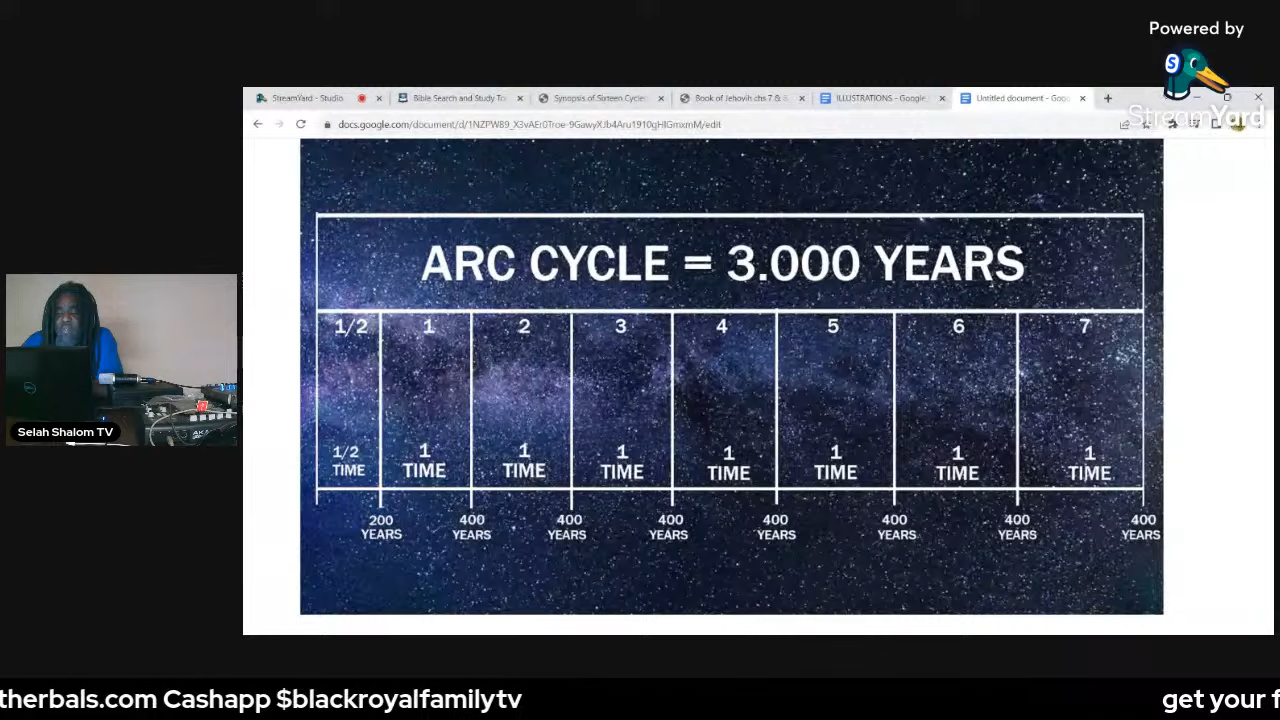 Powered by
StreamYard
StreamYard - Studio
Bible Search and Study To
Synopsis of Sixteen Cycle
Book of Jehovih chs 7 & 8
ILLUSTRATIONS - Google
Untitled document - Goo
ARC CYCLE = 3.000 YEARS
1/2 1 2 3 4 5 6 7
1/2 1 1 1 1 1 1 1
TIME TIME TIME TIME TIME TIME TIME TIME
200 400 400 400 400 400 400 400
YEARS YEARS YEARS YEARS YEARS YEARS YEARS YEARS
Selah Shalom TV
therbals.com Cashapp $blackroyalfamilytv
get your f